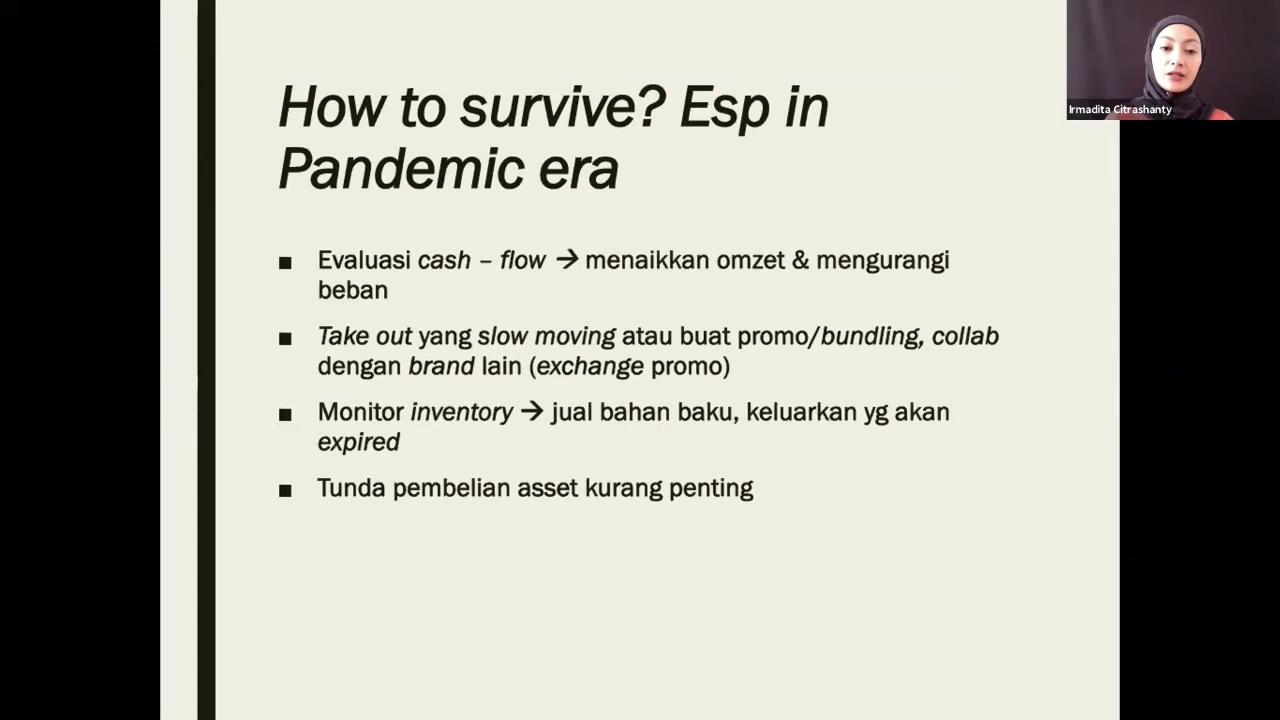 How to survive? Esp in
Pandemic era
■ Evaluasi cash – flow → menaikkan omzet & mengurangi
beban
■ Take out yang slow moving atau buat promo/bundling, collab
dengan brand lain (exchange promo)
■ Monitor inventory → jual bahan baku, keluarkan yg akan
expired
■ Tunda pembelian asset kurang penting
Irmadita Citrashanty